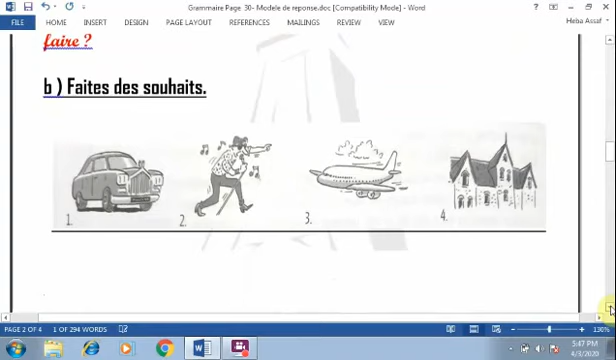 Grammaire Page 30- Modele de reponse.doc [Compatibility Mode] - Word
FILE HOME INSERT DESIGN PAGE LAYOUT REFERENCES MAILINGS REVIEW VIEW Heba Assaf
faire ?
b ) Faites des souhaits.
1. 2. 3. 4.
PAGE 2 OF 4 1 OF 294 WORDS 130%
5:47 PM
4/3/2020